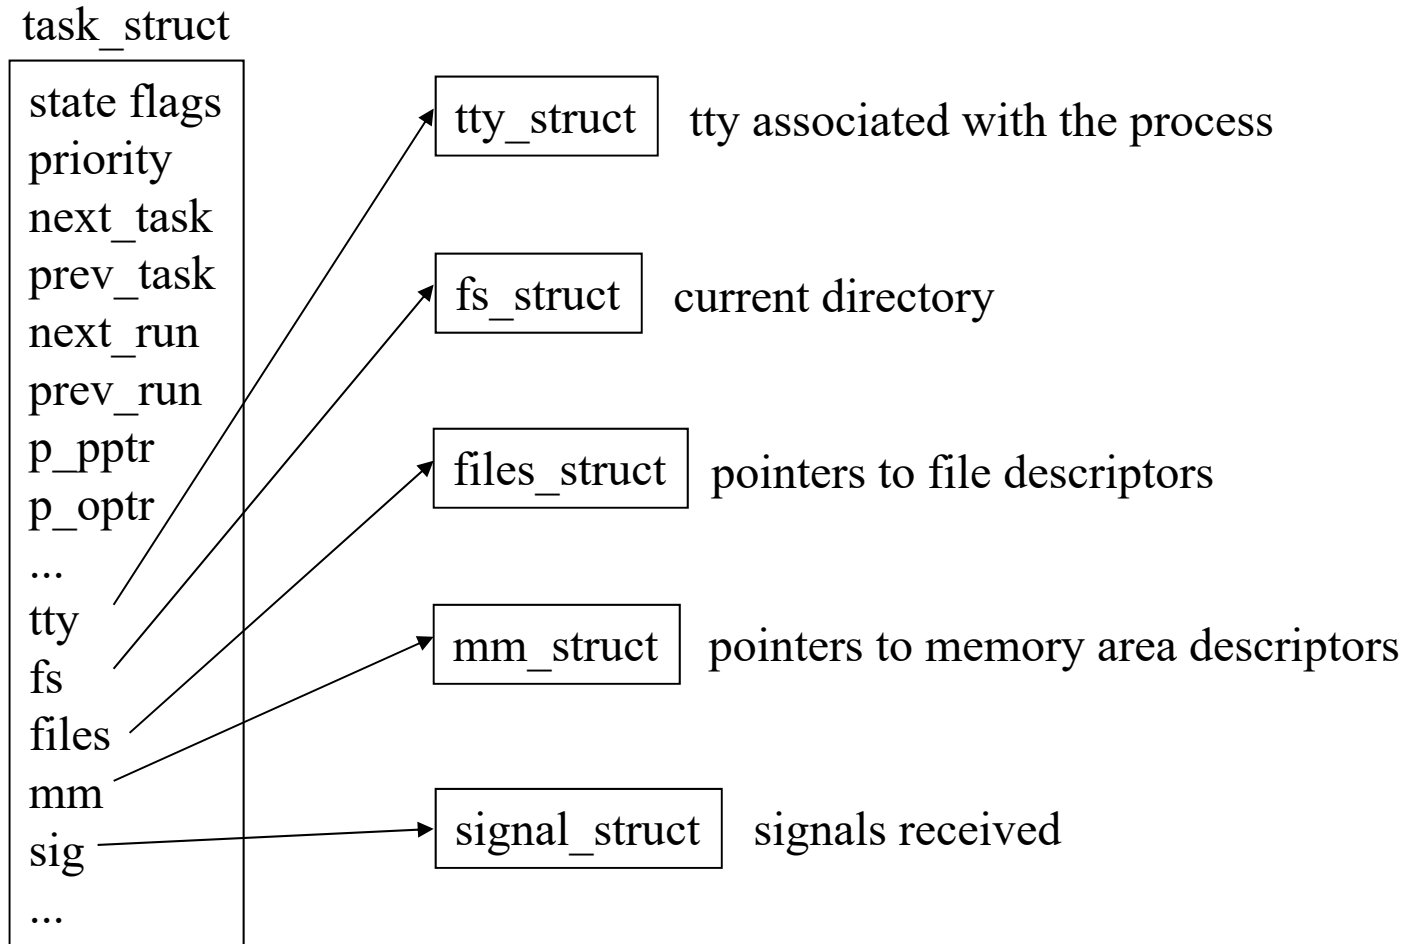 task_struct
state flags
priority
next_task
prev_task
next_run
prev_run
p_pptr
p_optr
...
tty
fs
files
mm
sig
...
tty_struct tty associated with the process
fs_struct current directory
files_struct pointers to file descriptors
mm_struct pointers to memory area descriptors
signal_struct signals received